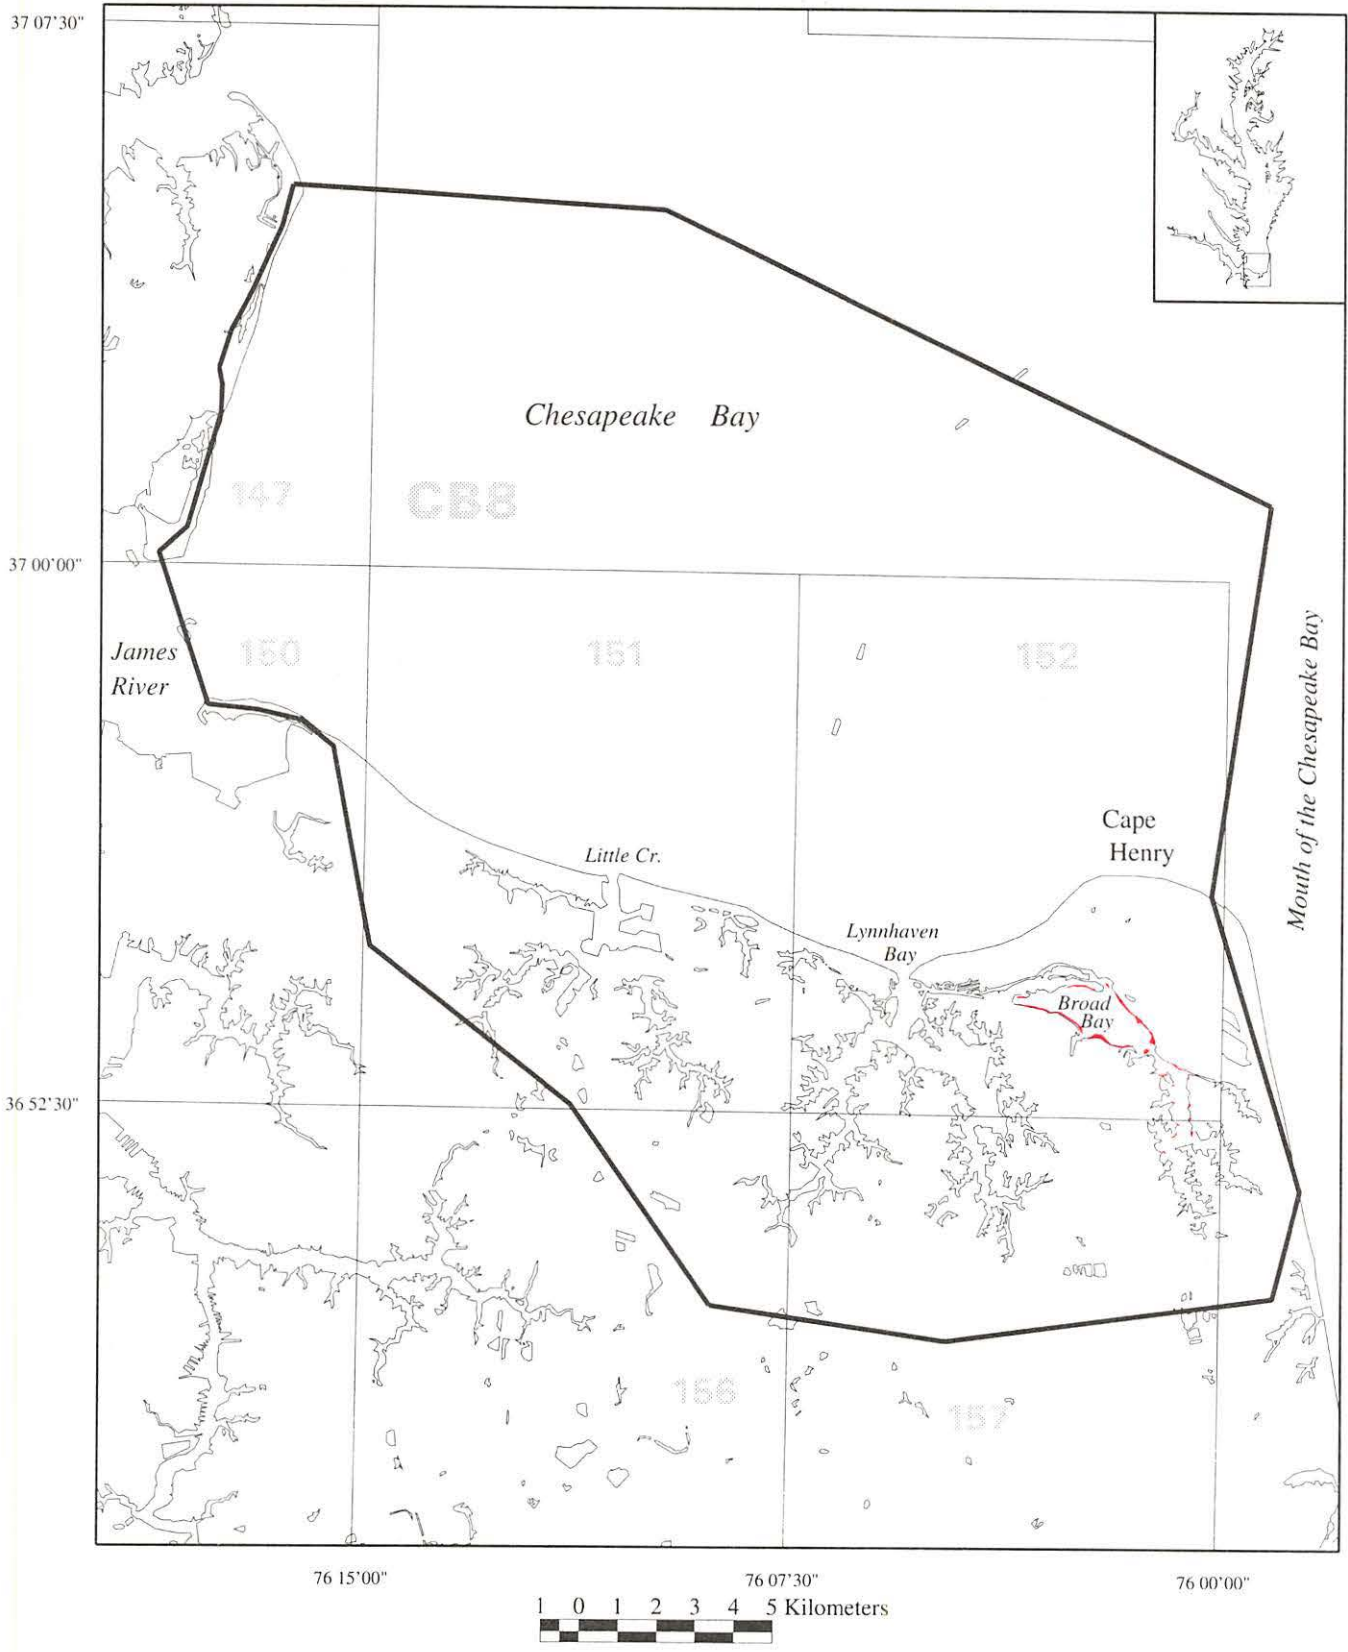 37 07'30"
Chesapeake Bay
147
CB8
37 00'00"
James
River
150
151
152
Mouth of the Chesapeake Bay
Cape
Henry
Little Cr.
Lynnhaven
Bay
Broad
Bay
36 52'30"
156
157
76 15'00"
76 07'30"
76 00'00"
1 0 1 2 3 4 5 Kilometers